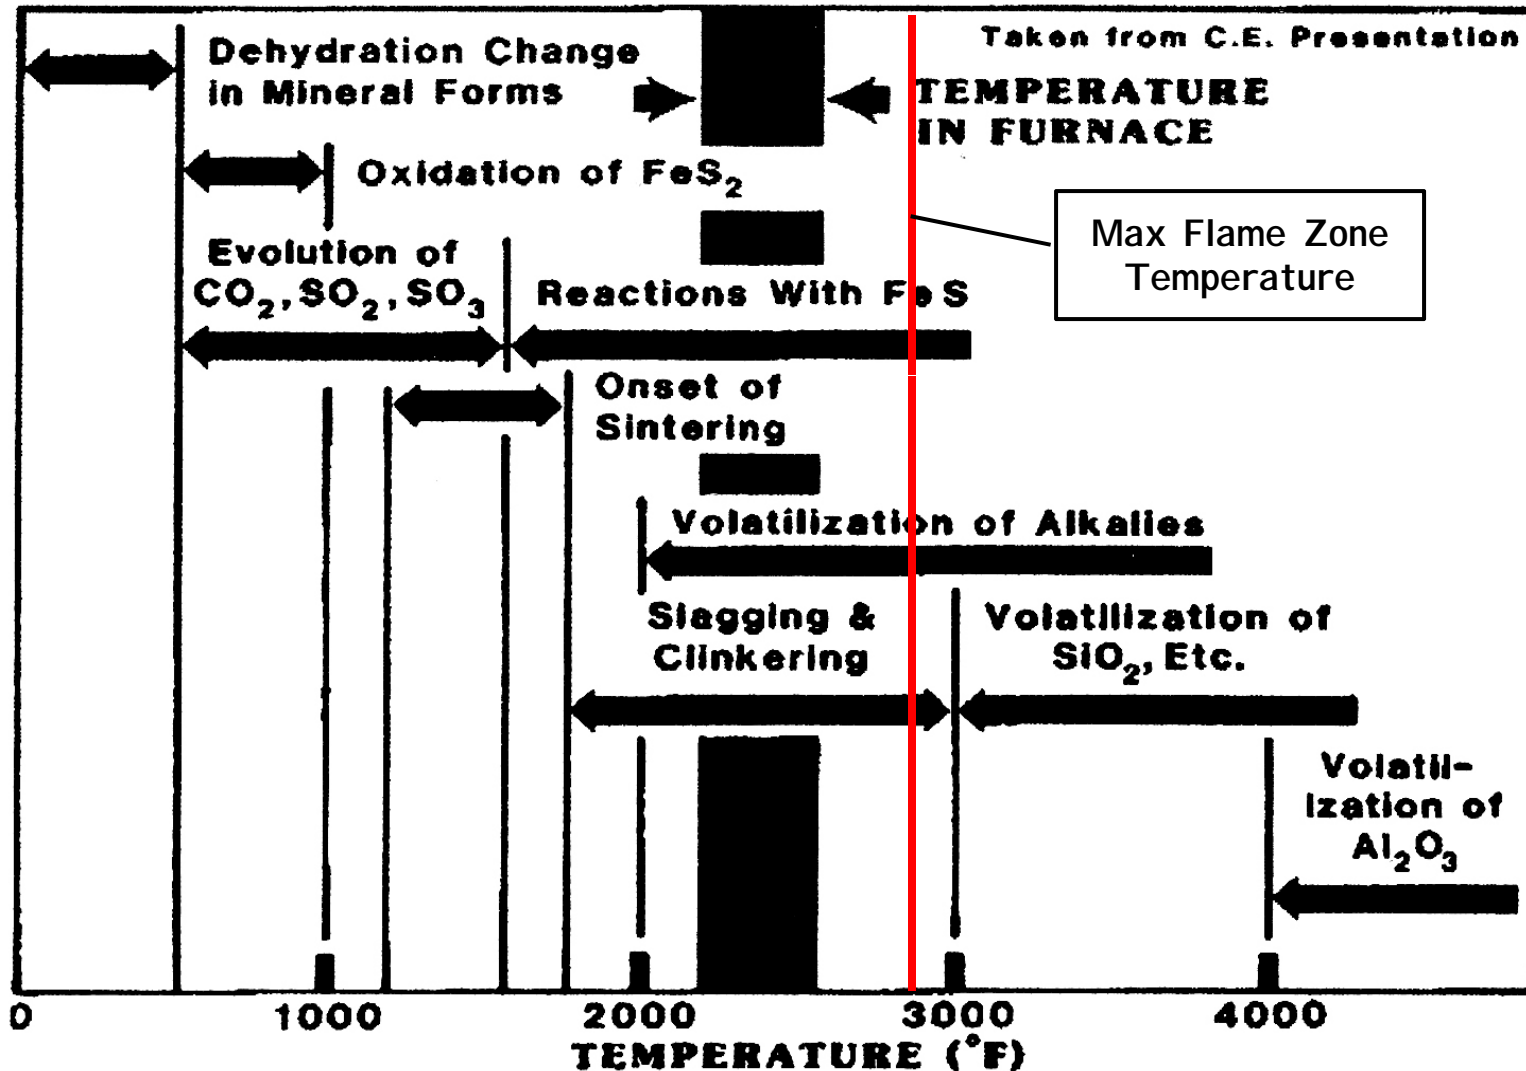 Taken from C.E. Presentation
Dehydration Change
in Mineral Forms
TEMPERATURE
IN FURNACE
Oxidation of FeS₂
Max Flame Zone
Temperature
Evolution of
CO₂, SO₂, SO₃
Reactions With FeS
Onset of
Sintering
Volatilization of Alkalies
Slagging &
Clinkering
Volatilization of
SiO₂, Etc.
Volatil-
ization of
Al₂O₃
0 1000 2000 3000 4000
TEMPERATURE (°F)